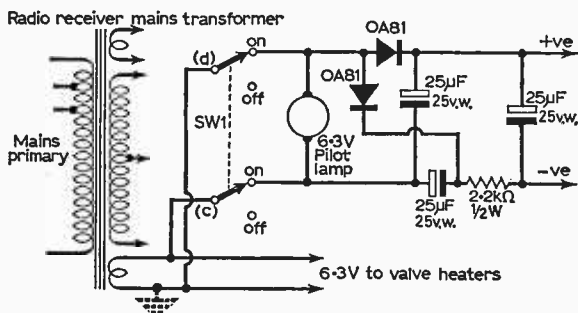 Radio receiver mains transformer
Mains
primary
(d)
on
off
SW1
(c)
on
off
6·3V
Pilot
lamp
OA81
OA81
25µF
25v.w.
25µF
25v.w.
25µF
25v.w.
2·2kΩ
½W
+ve
-ve
6·3V to valve heaters